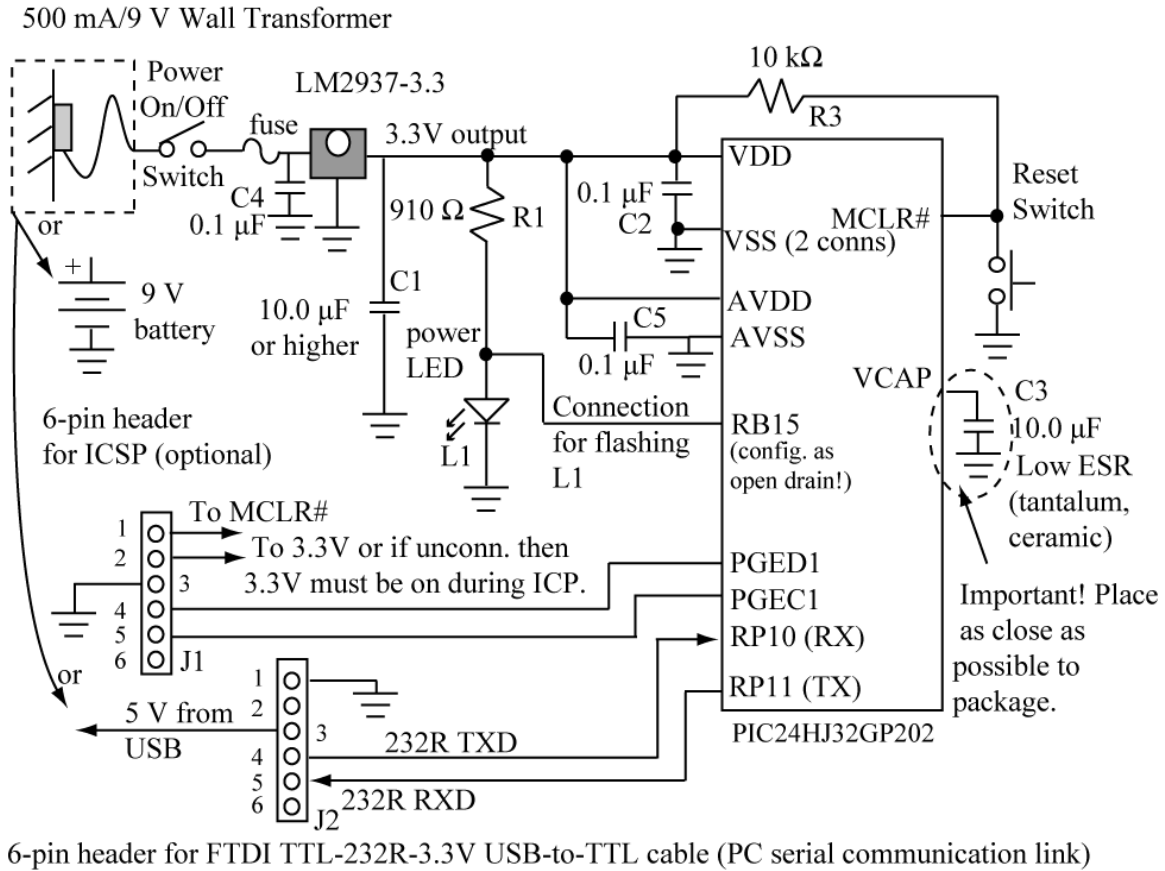 500 mA/9 V Wall Transformer
Power
On/Off
Switch
fuse
LM2937-3.3
3.3V output
C4
0.1 µF
or
+
9 V
battery
910 Ω
R1
C1
10.0 µF
or higher
power
LED
L1
10 kΩ
R3
0.1 µF
C2
VDD
VSS (2 conns)
MCLR#
Reset
Switch
AVDD
C5
0.1 µF
AVSS
VCAP
C3
10.0 µF
Low ESR
(tantalum,
ceramic)
Connection
for flashing
L1
RB15
(config. as
open drain!)
6-pin header
for ICSP (optional)
1
2
3
4
5
6
J1
To MCLR#
To 3.3V or if unconn. then
3.3V must be on during ICP.
PGED1
PGEC1
RP10 (RX)
RP11 (TX)
PIC24HJ32GP202
Important! Place
as close as
possible to
package.
or
5 V from
USB
1
2
3
4
5
6
J2
232R TXD
232R RXD
6-pin header for FTDI TTL-232R-3.3V USB-to-TTL cable (PC serial communication link)